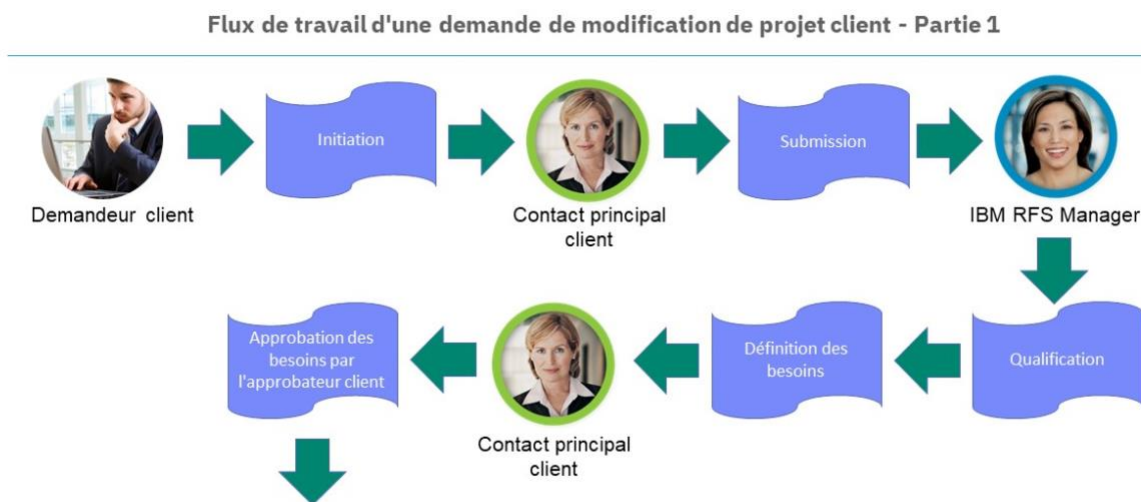 Flux de travail d'une demande de modification de projet client - Partie 1
Initiation
Submission
Demandeur client
Contact principal
client
IBM RFS Manager
Approbation des
besoins par
l'approbateur client
Définition des
besoins
Qualification
Contact principal
client